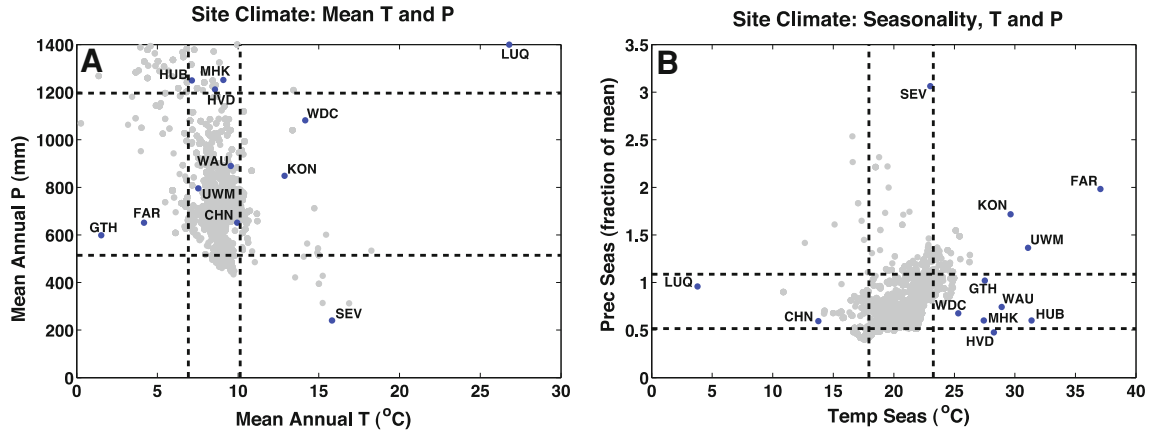 Site Climate: Mean T and P
A
1400
1200
1000
800
600
400
200
0
Mean Annual P (mm)
HUB
MHK
HVD
LUQ
WDC
WAU
KON
UWM
CHN
GTH
FAR
SEV
0 5 10 15 20 25 30
Mean Annual T (°C)
Site Climate: Seasonality, T and P
B
3.5
3
2.5
2
1.5
1
0.5
0
Prec Seas (fraction of mean)
SEV
FAR
KON
UWM
LUQ
GTH
WDC
WAU
CHN
MHK
HUB
HVD
0 5 10 15 20 25 30 35 40
Temp Seas (°C)